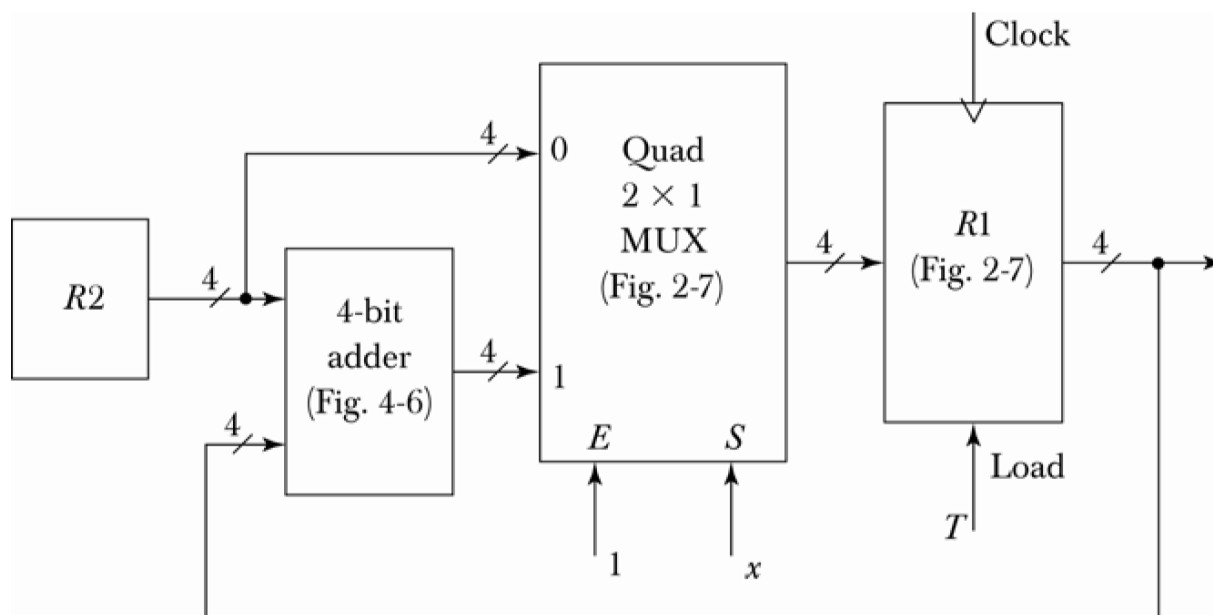 Clock
4
0
Quad
2 × 1
MUX
(Fig. 2-7)
4
R1
(Fig. 2-7)
4
R2
4
4-bit
adder
(Fig. 4-6)
4
1
4
E
S
Load
T
1
x